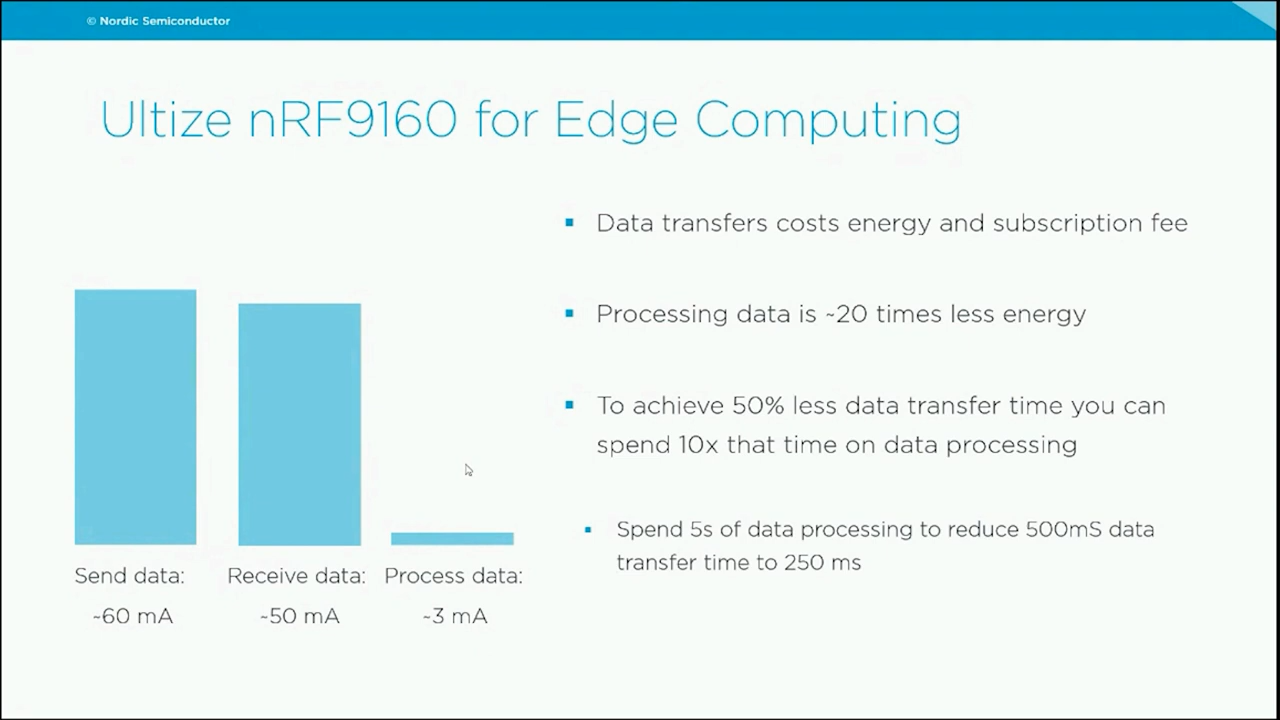 © Nordic Semiconductor
Ultize nRF9160 for Edge Computing
Data transfers costs energy and subscription fee
Processing data is ~20 times less energy
To achieve 50% less data transfer time you can
spend 10x that time on data processing
Spend 5s of data processing to reduce 500mS data
transfer time to 250 ms
Send data:
~60 mA
Receive data:
~50 mA
Process data:
~3 mA